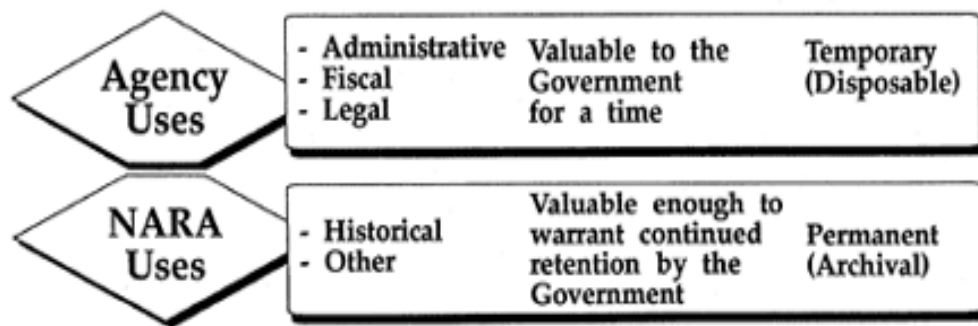 Agency
Uses
- Administrative
- Fiscal
- Legal
Valuable to the
Government
for a time
Temporary
(Disposable)
NARA
Uses
- Historical
- Other
Valuable enough to
warrant continued
retention by the
Government
Permanent
(Archival)